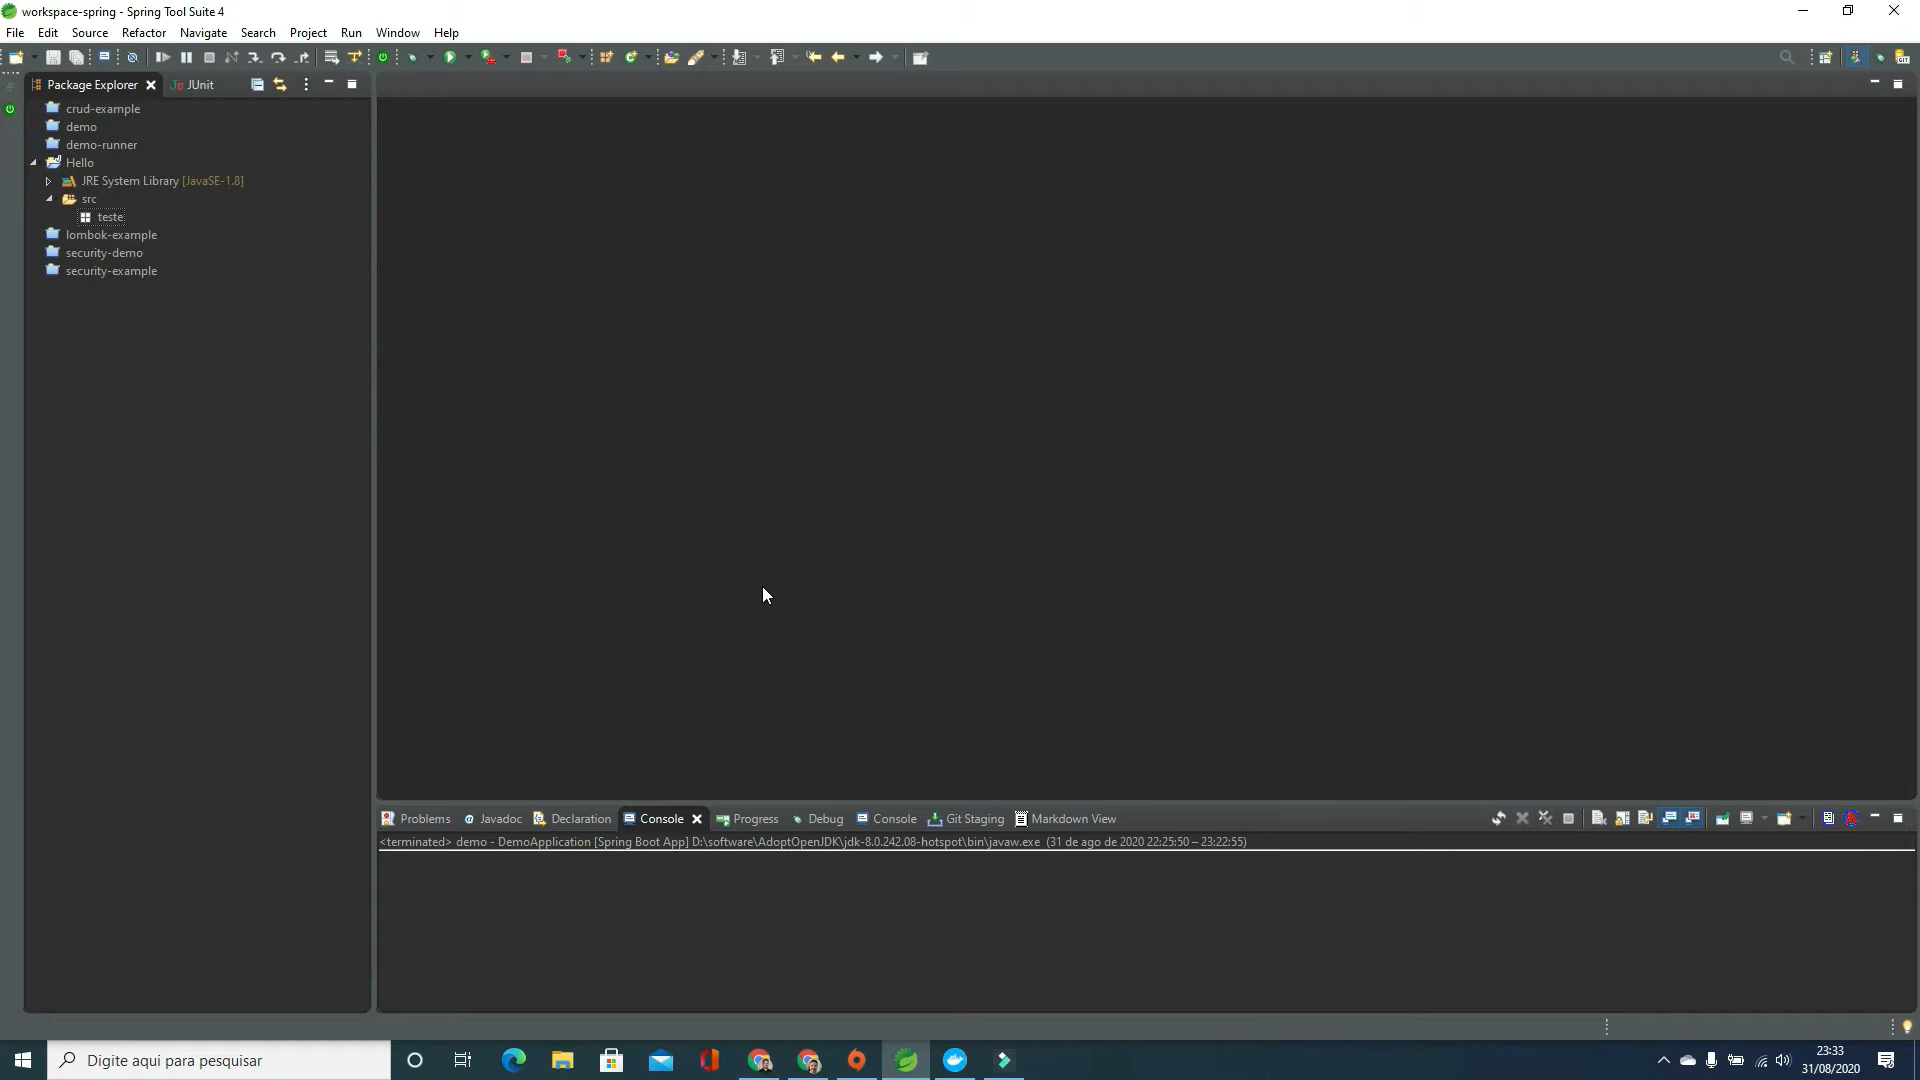 workspace-spring - Spring Tool Suite 4
File Edit Source Refactor Navigate Search Project Run Window Help
Package Explorer JUnit
crud-example
demo
demo-runner
Hello
JRE System Library [JavaSE-1.8]
src
teste
lombok-example
security-demo
security-example
Problems Javadoc Declaration Console Progress Debug Console Git Staging Markdown View
<terminated> demo - DemoApplication [Spring Boot App] D:\software\AdoptOpenJDK\jdk-8.0.242.08-hotspot\bin\javaw.exe (31 de ago de 2020 22:25:50 – 23:22:55)
Digite aqui para pesquisar
23:33
31/08/2020